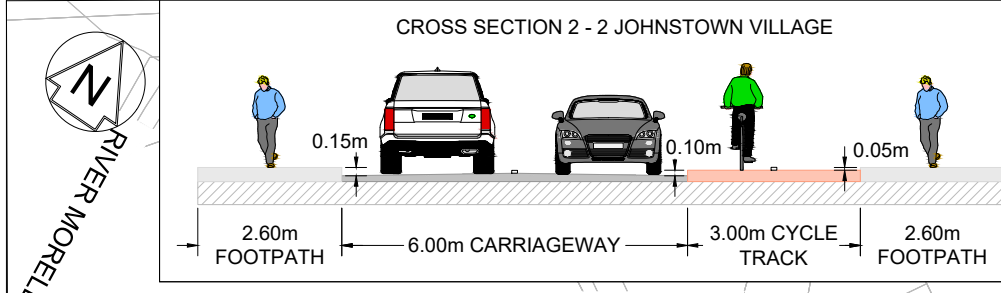 CROSS SECTION 2 - 2 JOHNSTOWN VILLAGE
N
RIVER
0.15m
0.10m
0.05m
2.60m
FOOTPATH
6.00m CARRIAGEWAY
3.00m CYCLE
TRACK
2.60m
FOOTPATH